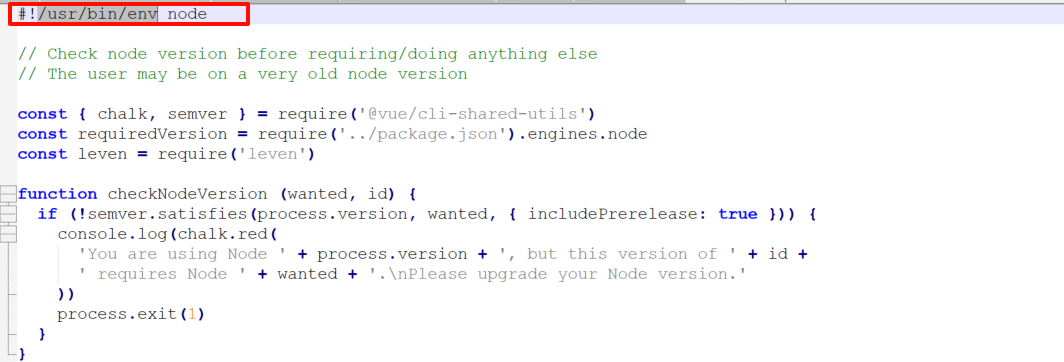 #!/usr/bin/env node
// Check node version before requiring/doing anything else
// The user may be on a very old node version
const { chalk, semver } = require('@vue/cli-shared-utils')
const requiredVersion = require('../package.json').engines.node
const leven = require('leven')
function checkNodeVersion (wanted, id) {
  if (!semver.satisfies(process.version, wanted, { includePrerelease: true })) {
    console.log(chalk.red(
      'You are using Node ' + process.version + ', but this version of ' + id +
      ' requires Node ' + wanted + '.\nPlease upgrade your Node version.'
    ))
    process.exit(1)
  }
}